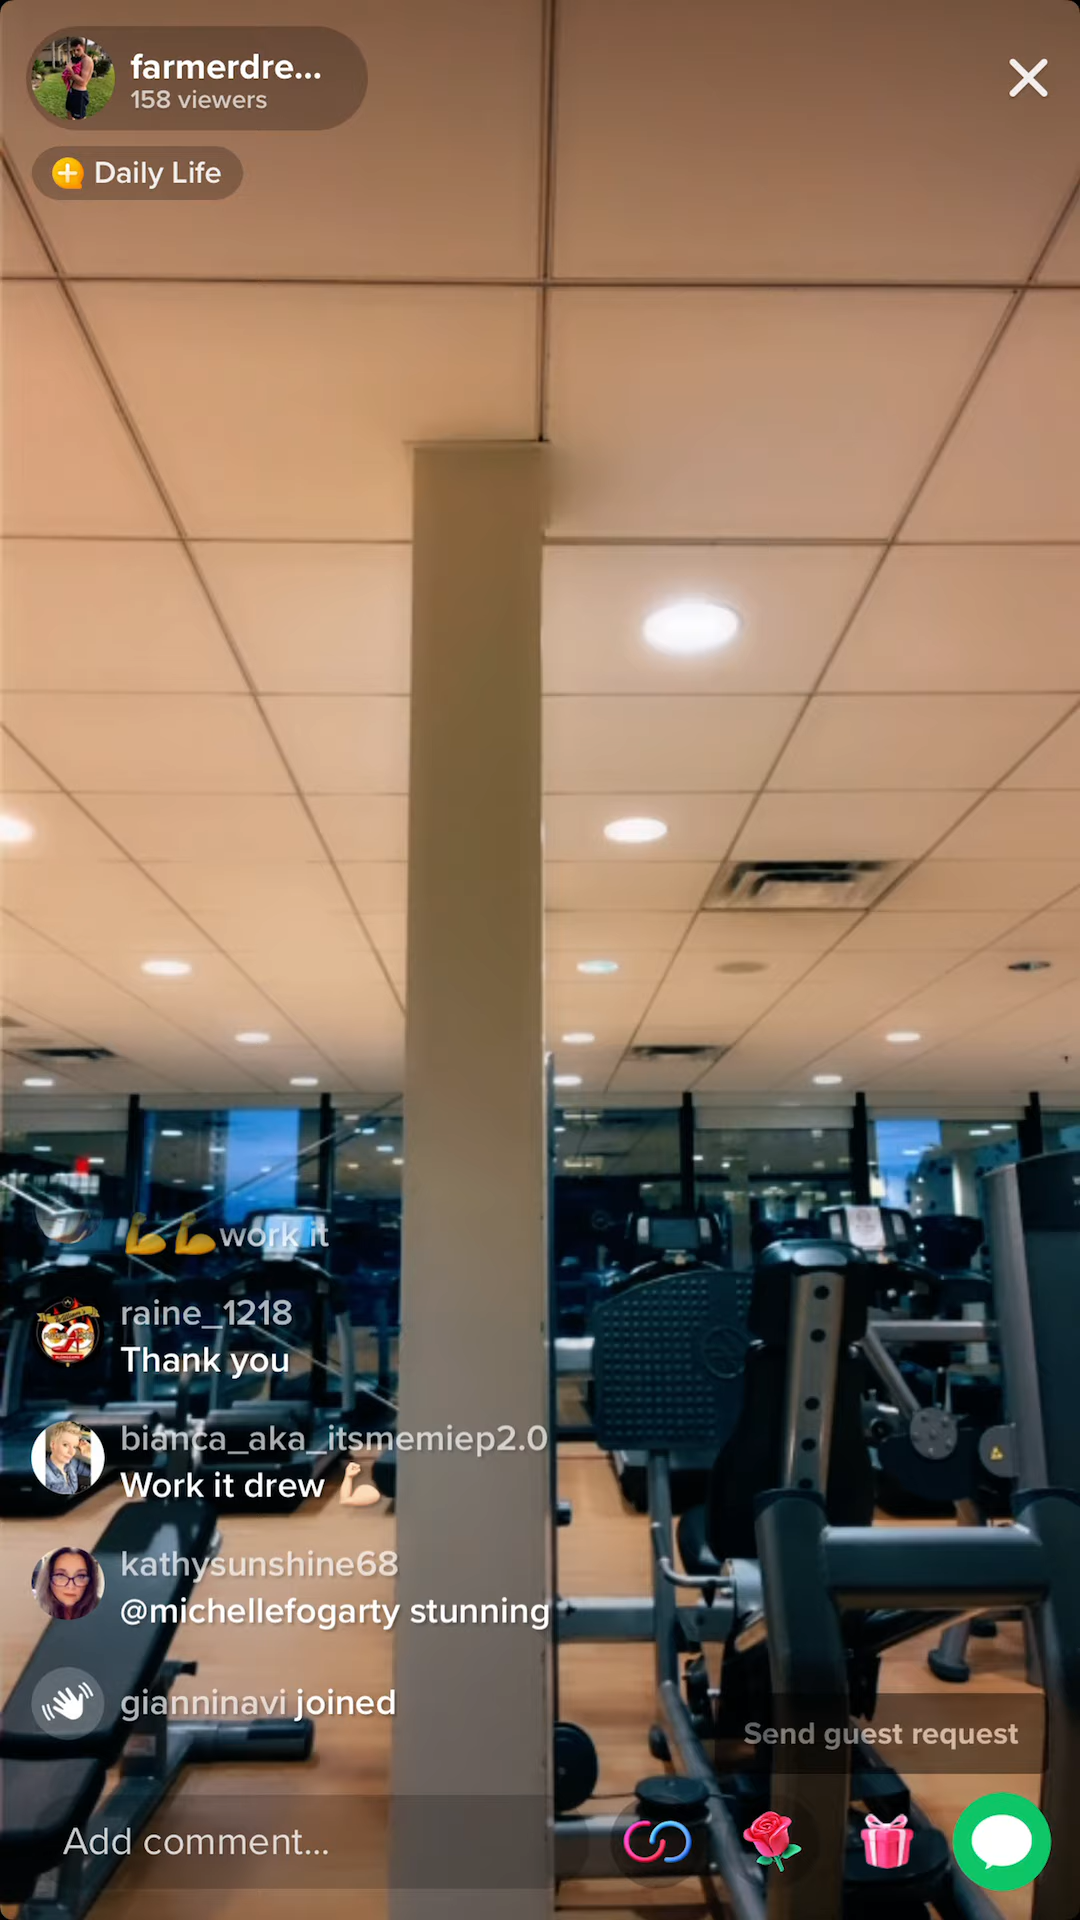 farmerdre...
158 viewers
Daily Life
💪💪work it
raine_1218
Thank you
bianca_aka_itsmemiep2.0
Work it drew 💪🏻
kathysunshine68
@michellefogarty stunning
gianninavi joined
Send guest request
Add comment...